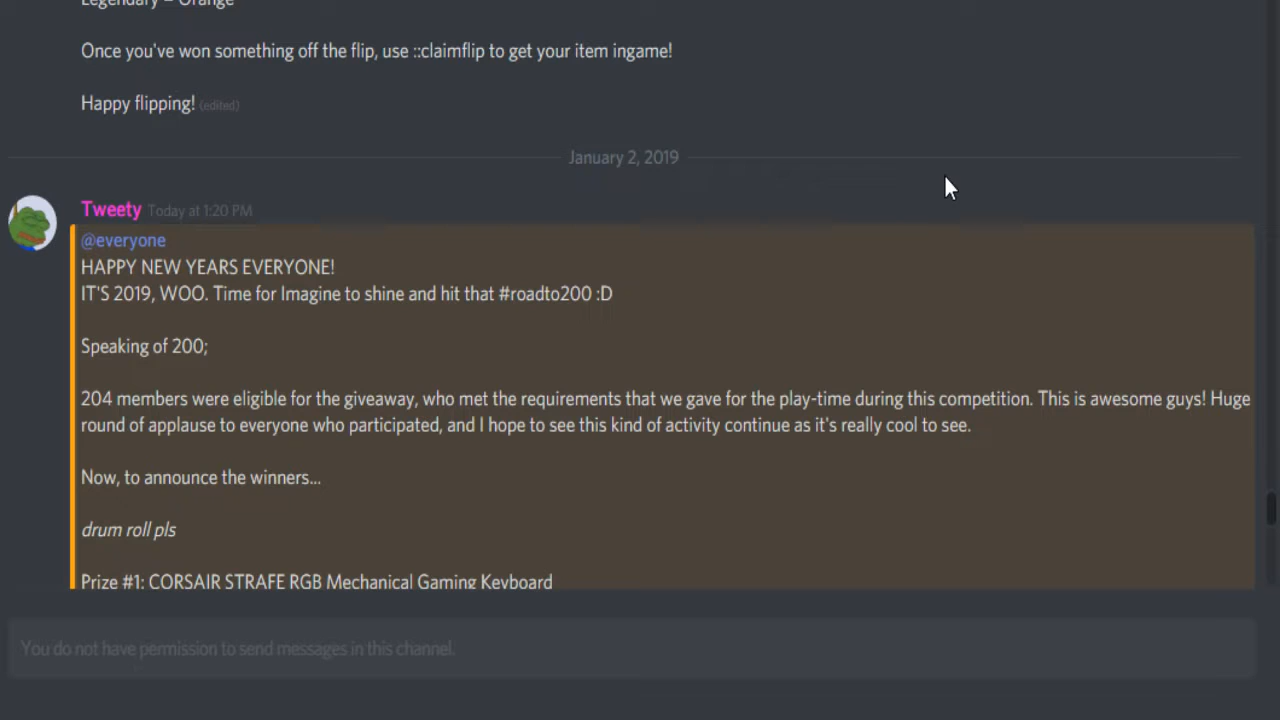 Legendary = Orange
Once you've won something off the flip, use ::claimflip to get your item ingame!
Happy flipping! (edited)
January 2, 2019
Tweety Today at 1:20 PM
@everyone
HAPPY NEW YEARS EVERYONE!
IT'S 2019, WOO. Time for Imagine to shine and hit that #roadto200 :D
Speaking of 200;
204 members were eligible for the giveaway, who met the requirements that we gave for the play-time during this competition. This is awesome guys! Huge
round of applause to everyone who participated, and I hope to see this kind of activity continue as it's really cool to see.
Now, to announce the winners...
drum roll pls
Prize #1: CORSAIR STRAFE RGB Mechanical Gaming Keyboard
You do not have permission to send messages in this channel.